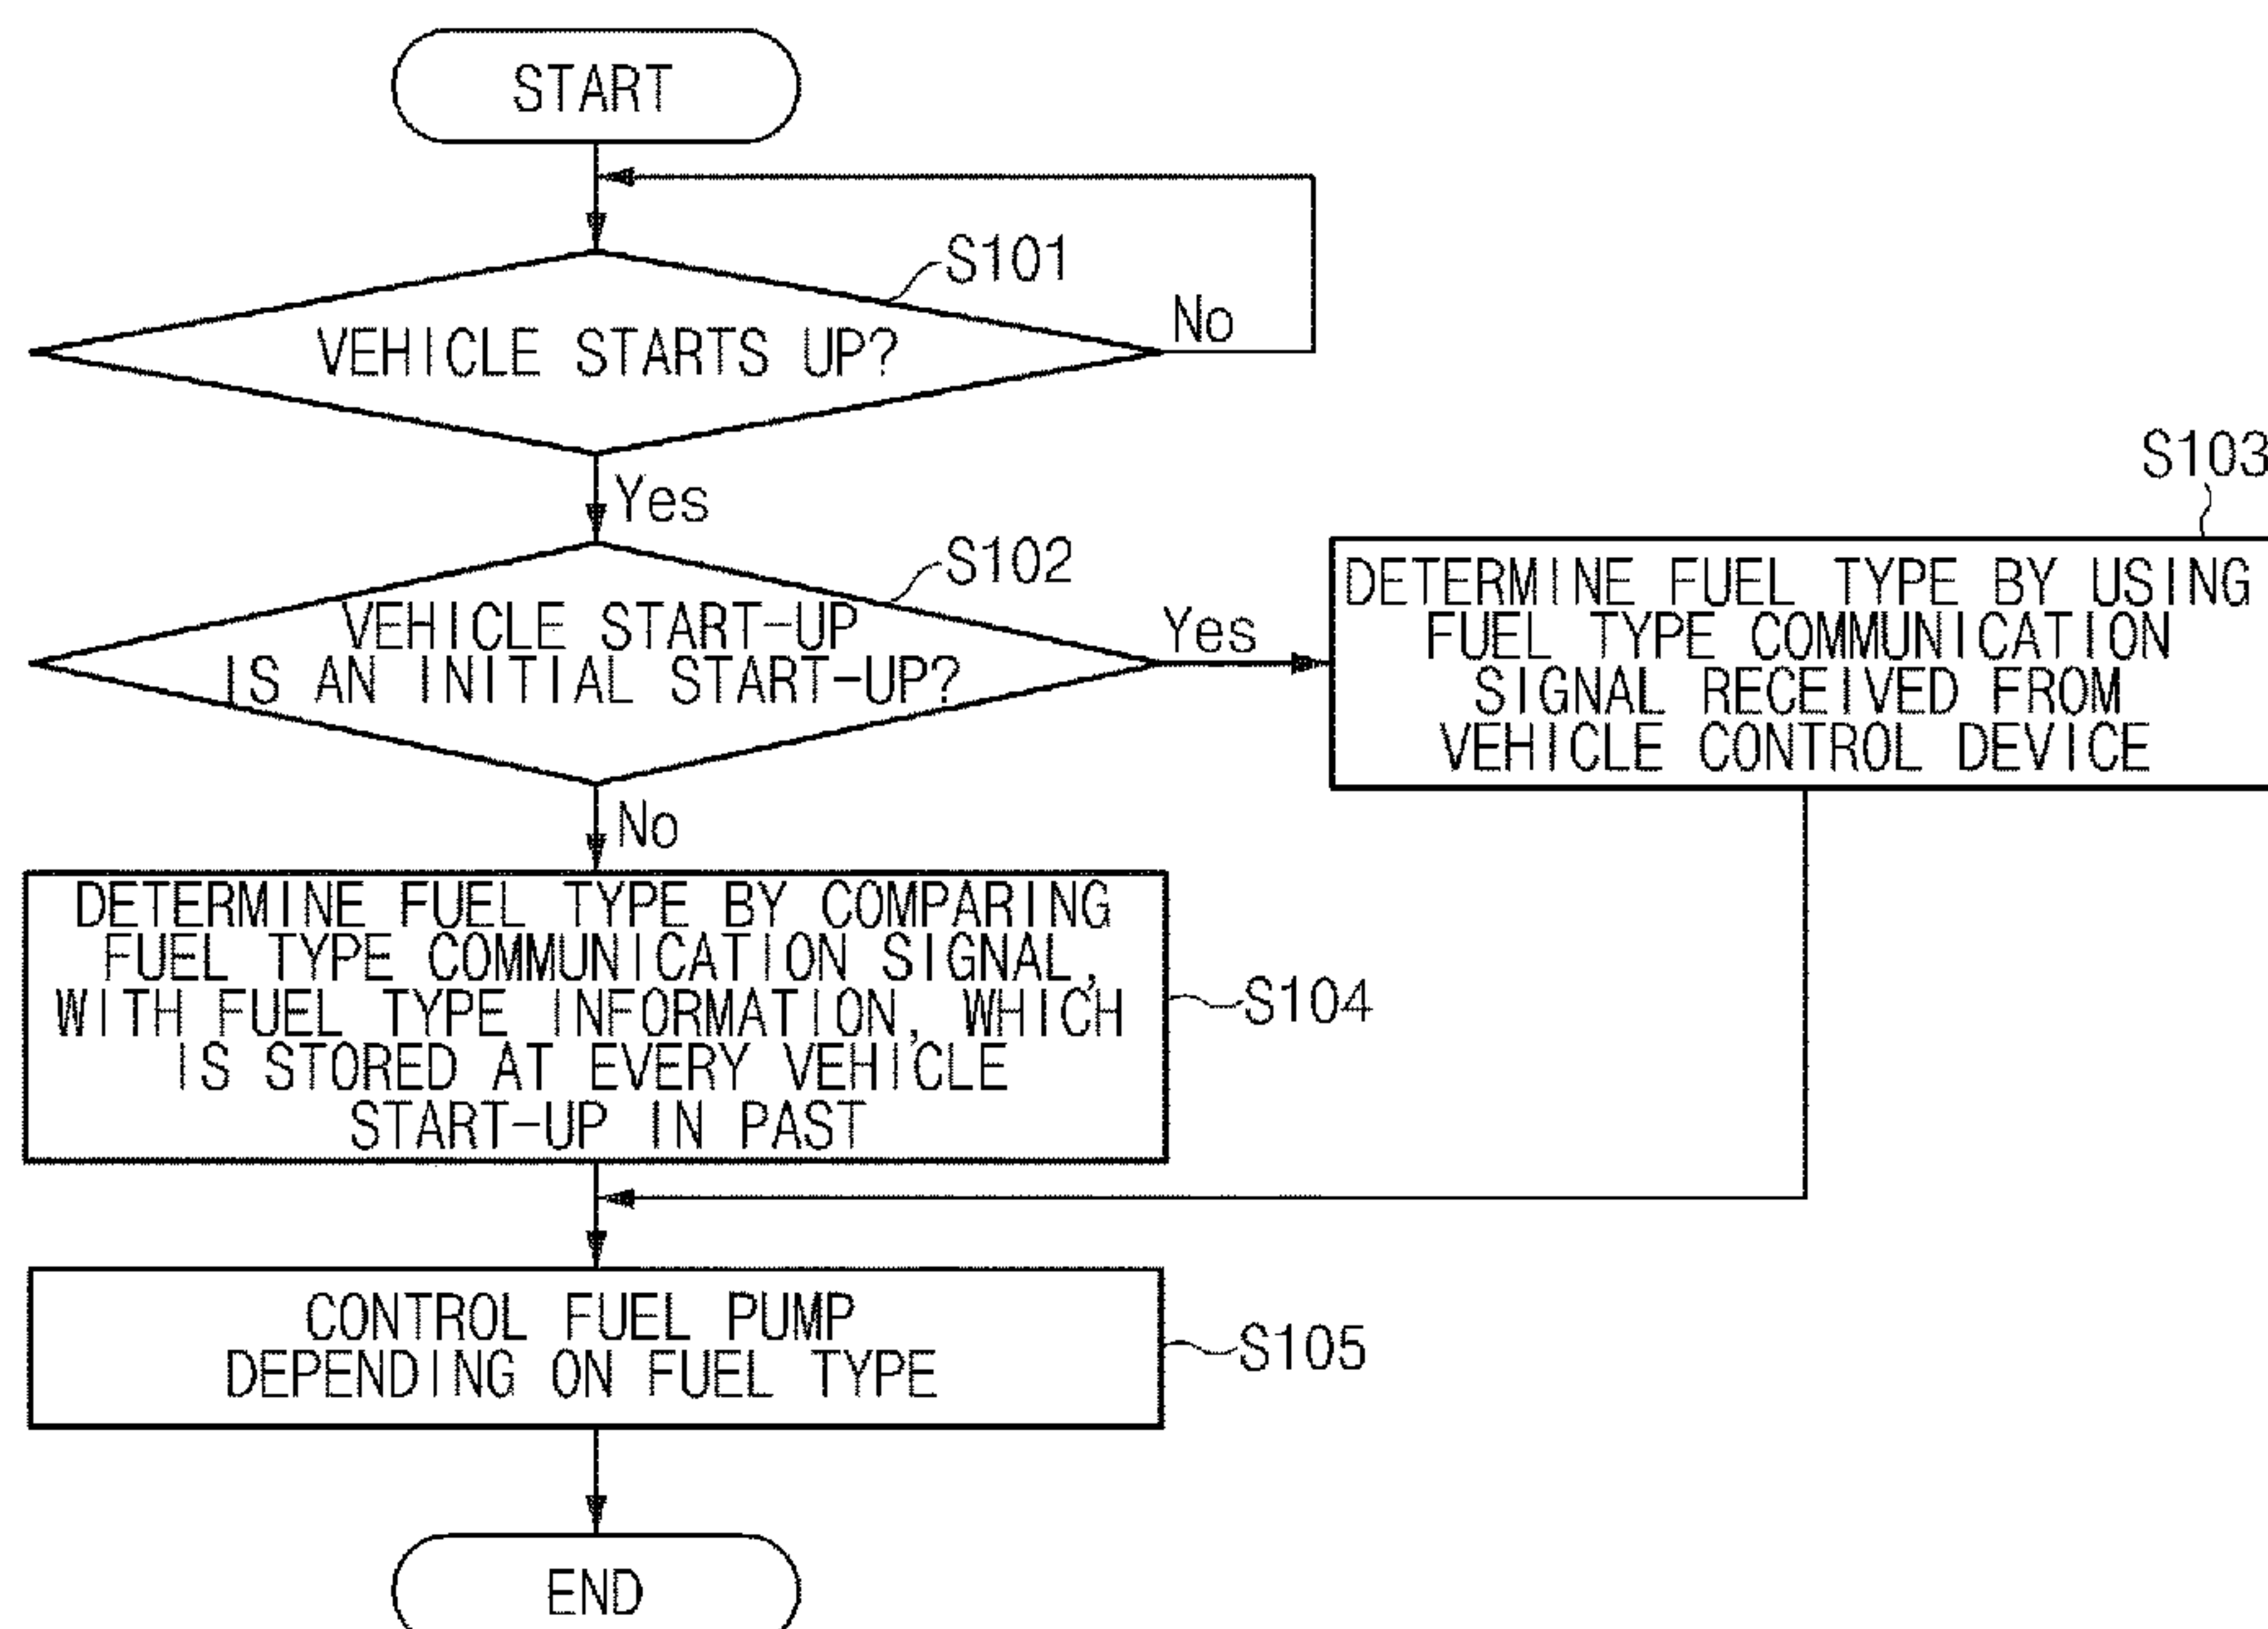 START
S101
VEHICLE STARTS UP?
No
Yes
S102
VEHICLE START-UP
IS AN INITIAL START-UP?
Yes
S103
DETERMINE FUEL TYPE BY USING
FUEL TYPE COMMUNICATION
SIGNAL RECEIVED FROM
VEHICLE CONTROL DEVICE
No
DETERMINE FUEL TYPE BY COMPARING
FUEL TYPE COMMUNICATION SIGNAL,
WITH FUEL TYPE INFORMATION, WHICH
IS STORED AT EVERY VEHICLE
START-UP IN PAST
S104
CONTROL FUEL PUMP
DEPENDING ON FUEL TYPE
S105
END